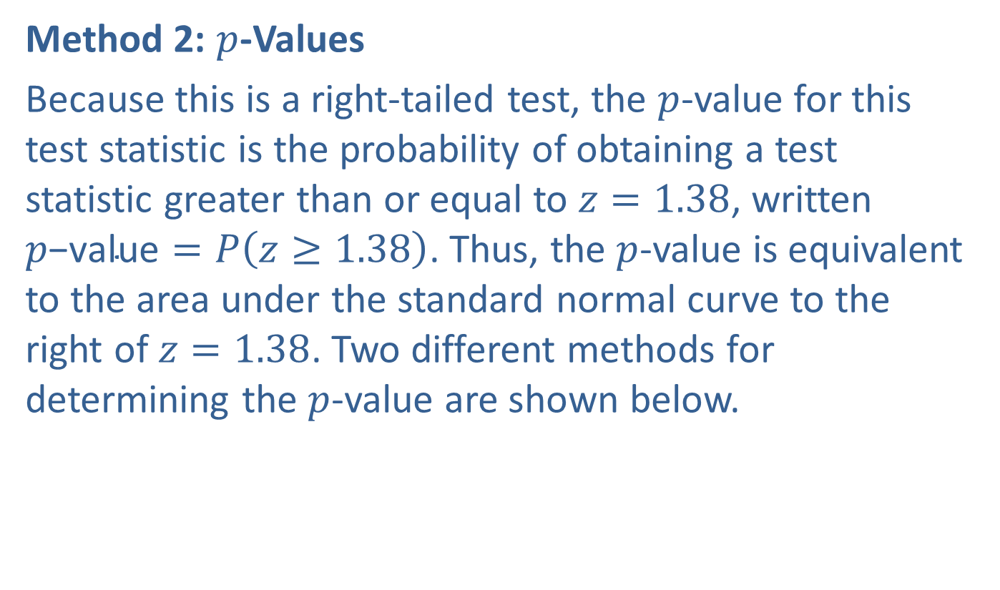 Method 2: p-Values
Because this is a right-tailed test, the p-value for this
test statistic is the probability of obtaining a test
statistic greater than or equal to z = 1.38, written
p−value = P(z ≥ 1.38). Thus, the p-value is equivalent
to the area under the standard normal curve to the
right of z = 1.38. Two different methods for
determining the p-value are shown below.